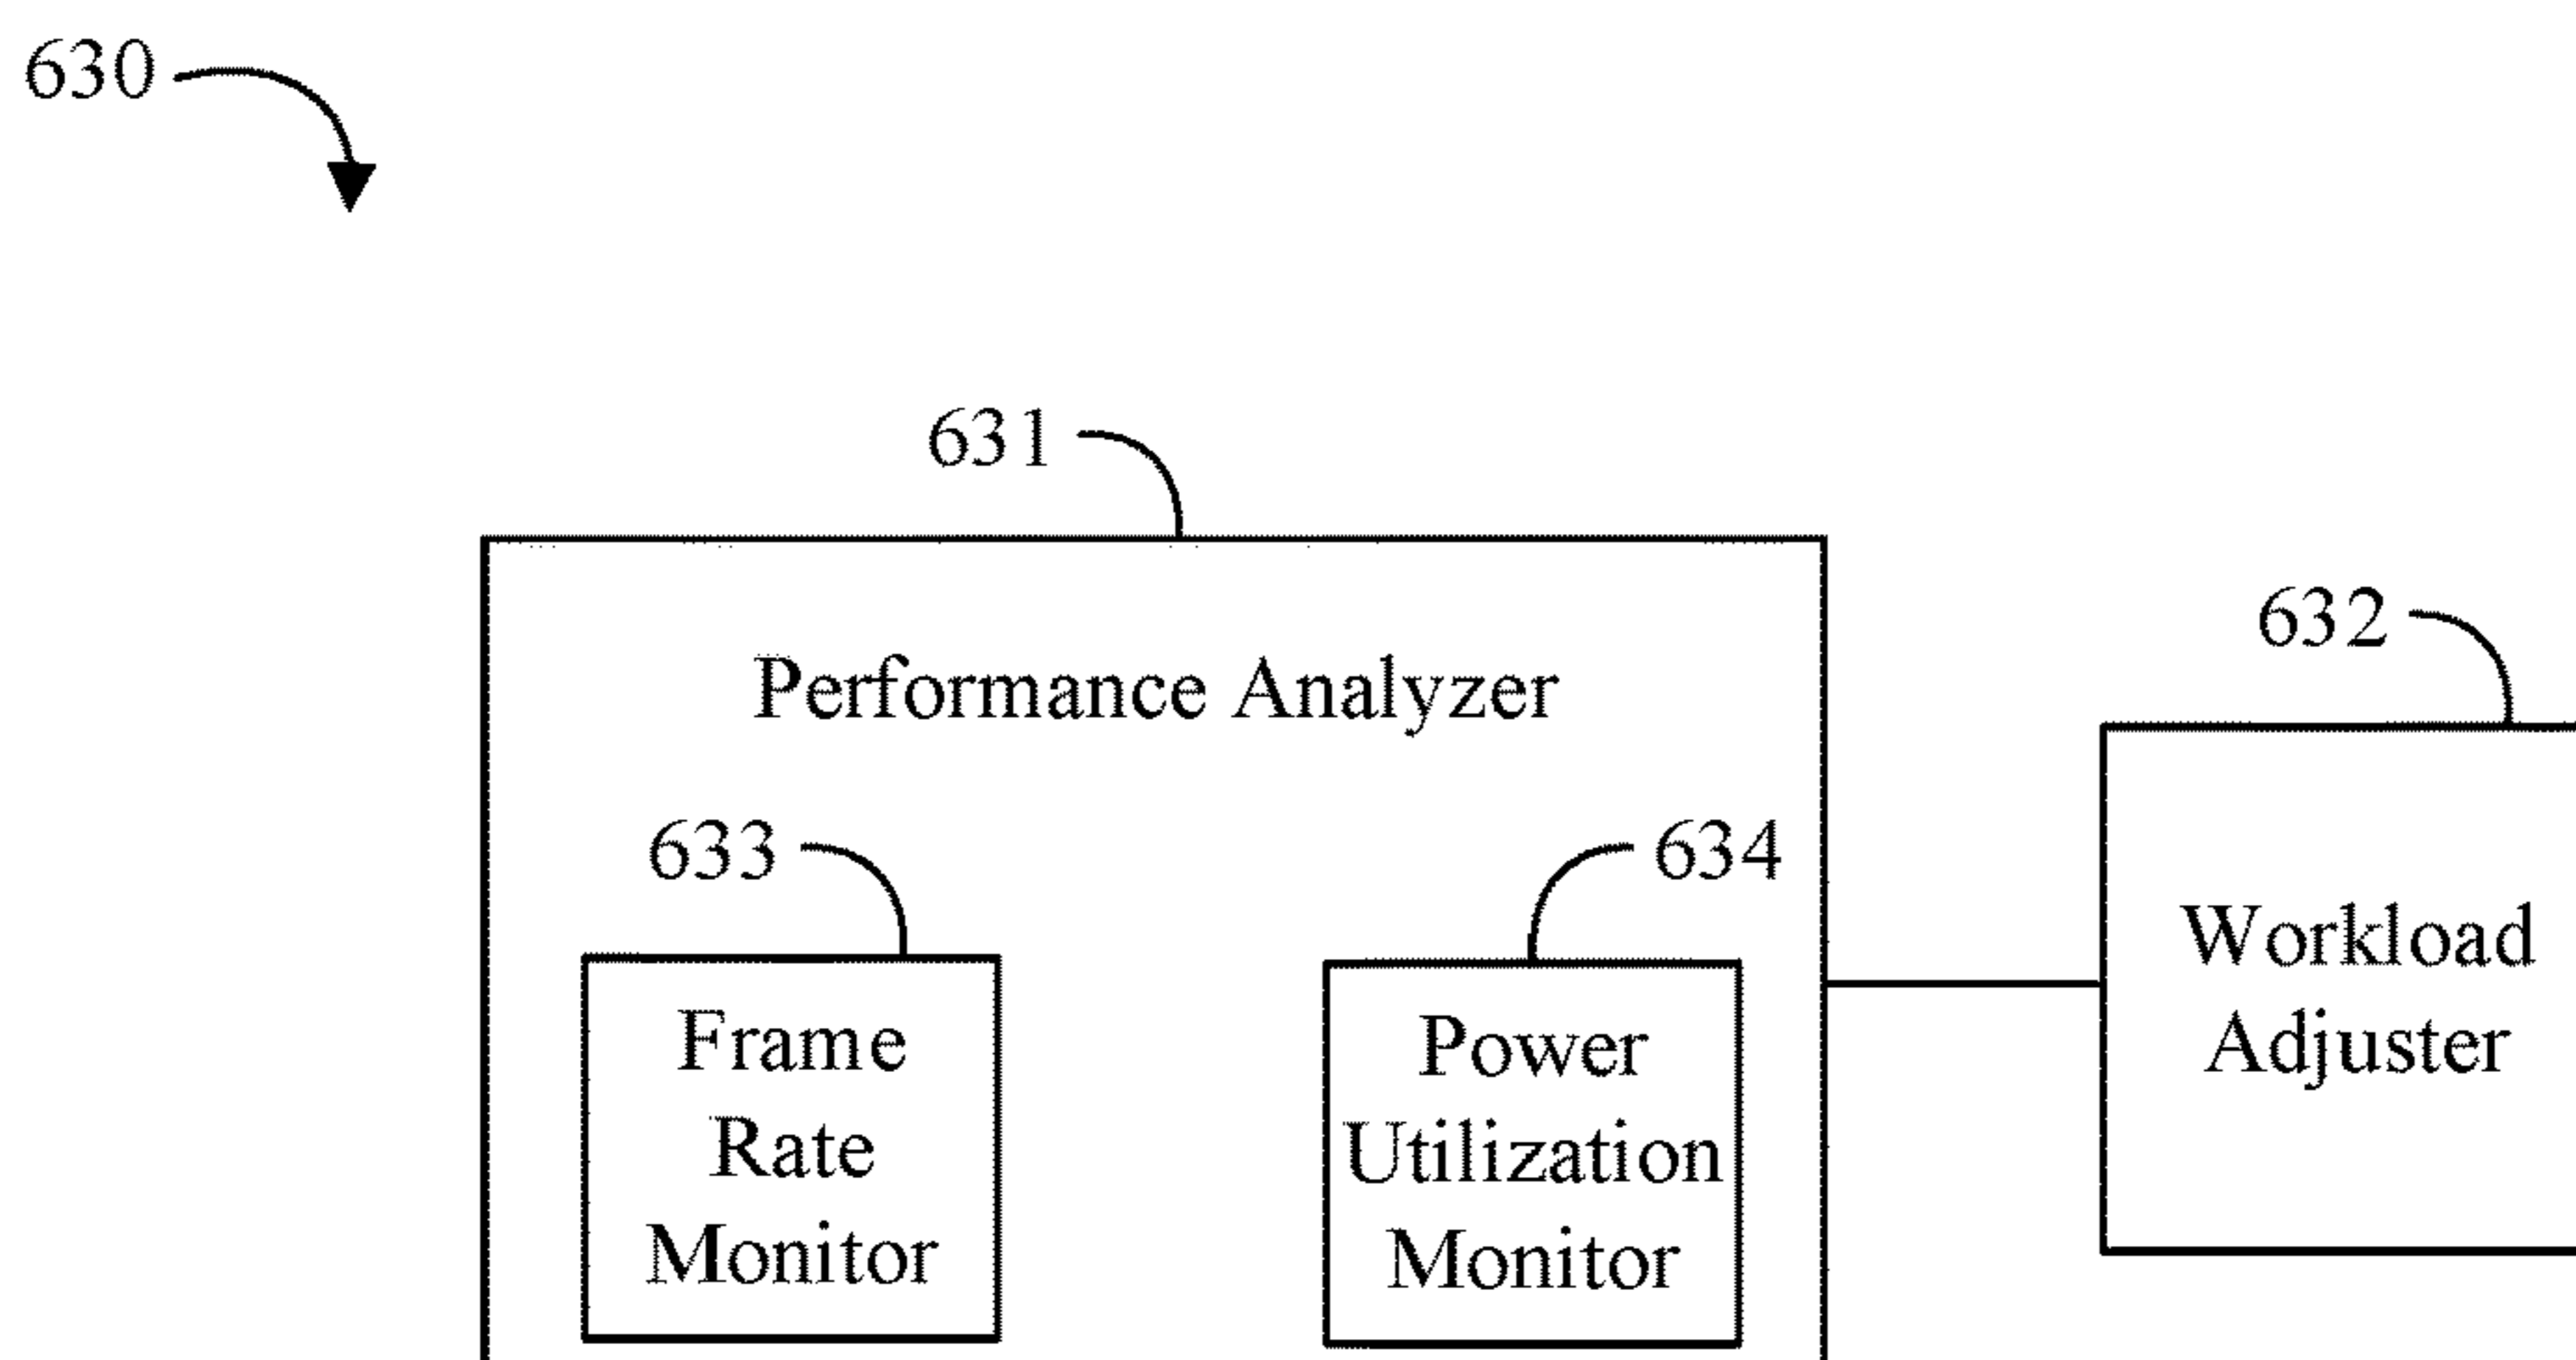 630
631
Performance Analyzer
632
633
634
Frame
Rate
Monitor
Power
Utilization
Monitor
Workload
Adjuster